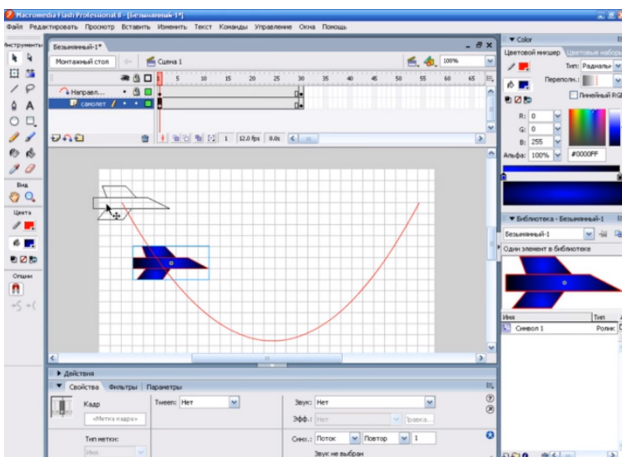 Macromedia Flash Professional 8 - [Безымянный-1*]
Файл Редактировать Просмотр Вставить Изменить Текст Команды Управление Окна Помощь
Инструменты
Безымянный-1*
Монтажный стол Сцена 1 100%
5 10 15 20 25 30 35 40 45 50 55 60 65
Направл...
самолет
1 12.0 fps 0.0s
Вид
Цвета
Опции
Color
Цветовой микшер Цветовые наборы
Тип: Радиальн
Переполн.:
Линейный RGB
R: 0
G: 0
B: 255
Альфа: 100% #0000FF
Библиотека - Безымянный-1
Безымянный-1
Один элемент в библиотеке
Имя Тип
Символ 1 Ролик
Действия
Свойства Фильтры Параметры
Кадр Tween: Нет Звук: Нет
<Метка кадра> Эфф.: Нет Правка...
Тип метки: Синх.: Поток Повтор 1
Имя Звук не выбран